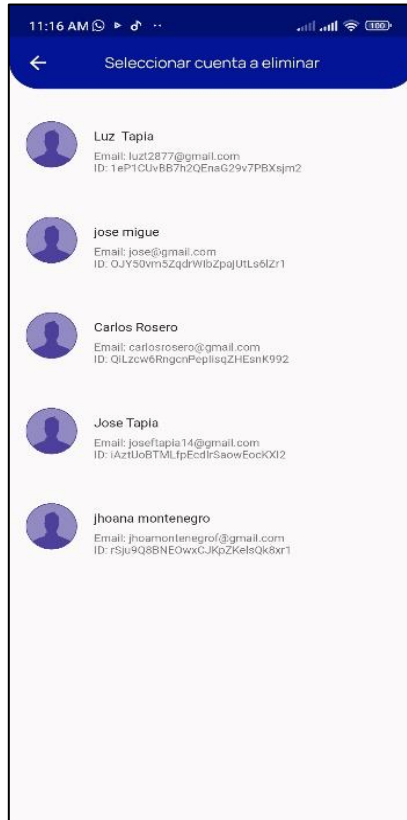 11:16 AM
100
Seleccionar cuenta a eliminar
Luz Tapia
Email: luzt2877@gmail.com
ID: 1eP1CUvBB7h2QEnaG29v7PBXsjm2
jose migue
Email: jose@gmail.com
ID: OJY50vm5ZqdrWIbZpajUtLs6lZr1
Carlos Rosero
Email: carlosrosero@gmail.com
ID: QILzcw6RngcnPepIisqZHEsnK992
Jose Tapia
Email: joseftapia14@gmail.com
ID: iAztUoBTMLfpEcdIrSaowEocKXI2
jhoana montenegro
Email: jhoamontenegrof@gmail.com
ID: rSju9Q8BNEOwxCJKpZKelsQk8xr1